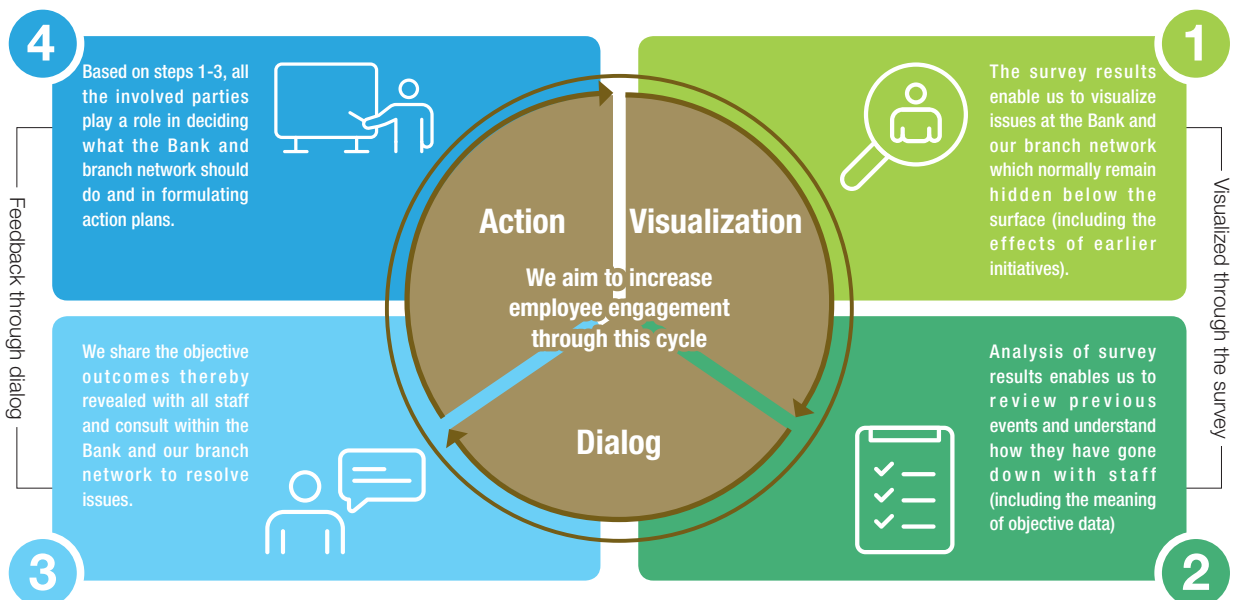 4
Based on steps 1-3, all
the involved parties
play a role in deciding
what the Bank and
branch network should
do and in formulating
action plans.
1
The survey results
enable us to visualize
issues at the Bank and
our branch network
which normally remain
hidden below the
surface (including the
effects of earlier
initiatives).
Feedback through dialog
Visualized through the survey
Action
Visualization
We aim to increase
employee engagement
through this cycle
Dialog
We share the objective
outcomes thereby
revealed with all staff
and consult within the
Bank and our branch
network to resolve
issues.
3
Analysis of survey
results enables us to
review previous
events and understand
how they have gone
down with staff
(including the meaning
of objective data)
2